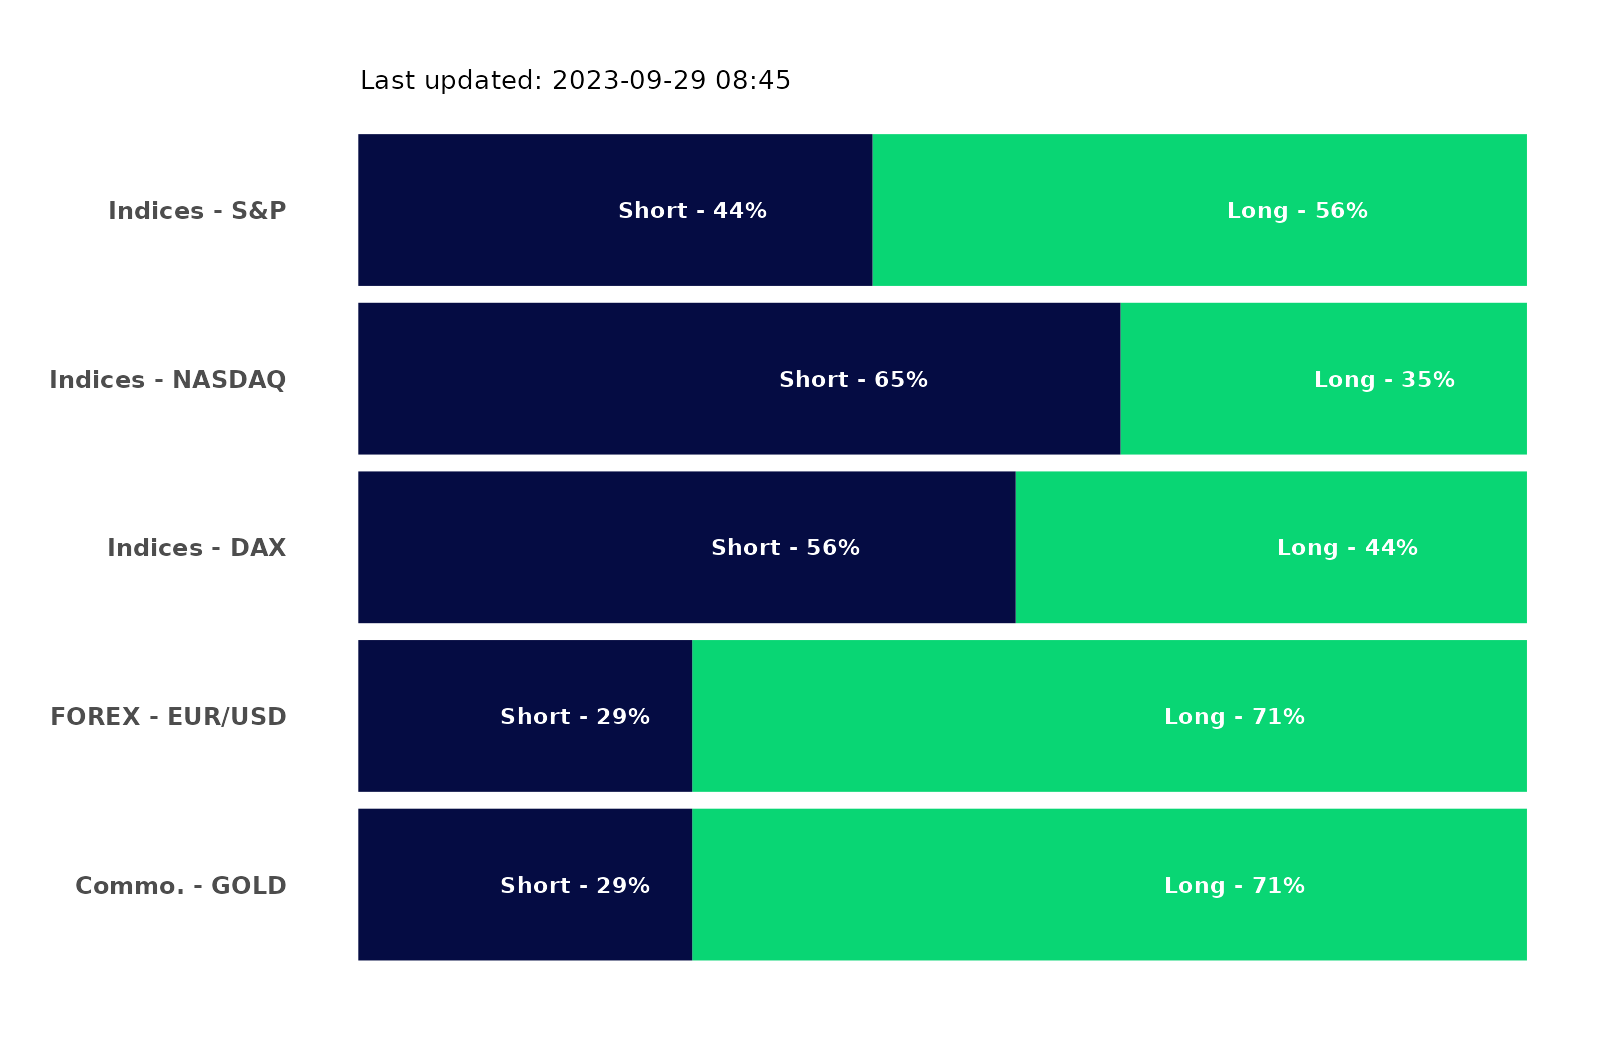 Last updated: 2023-09-29 08:45
Indices - S&P Short - 44% Long - 56%
Indices - NASDAQ Short - 65% Long - 35%
Indices - DAX Short - 56% Long - 44%
FOREX - EUR/USD Short - 29% Long - 71%
Commo. - GOLD Short - 29% Long - 71%